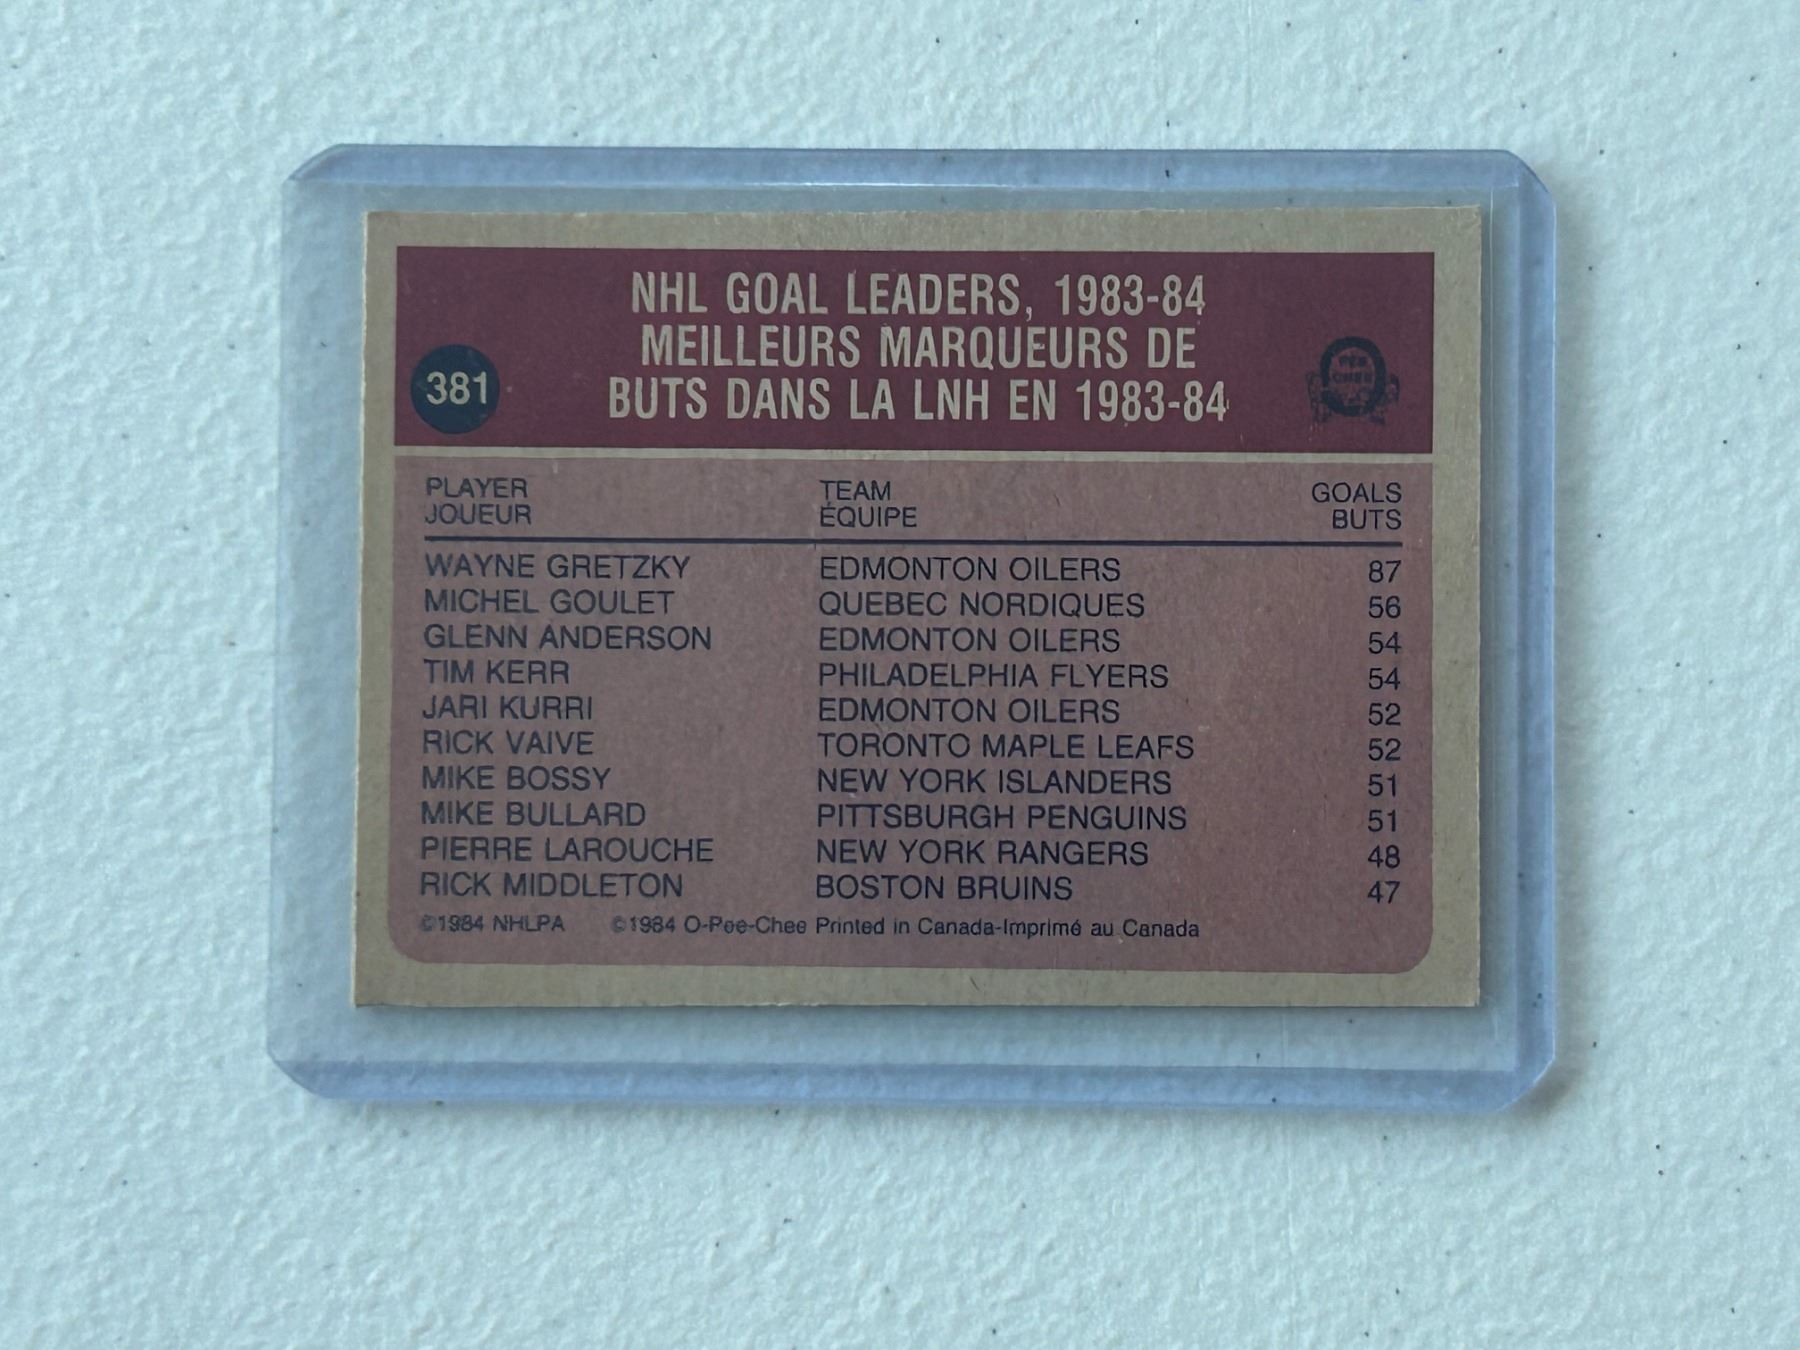 NHL GOAL LEADERS, 1983-84
MEILLEURS MARQUEURS DE
BUTS DANS LA LNH EN 1983-84
381
O
PEE
CHEE
PLAYER TEAM GOALS
JOUEUR ÉQUIPE BUTS
WAYNE GRETZKY EDMONTON OILERS 87
MICHEL GOULET QUEBEC NORDIQUES 56
GLENN ANDERSON EDMONTON OILERS 54
TIM KERR PHILADELPHIA FLYERS 54
JARI KURRI EDMONTON OILERS 52
RICK VAIVE TORONTO MAPLE LEAFS 52
MIKE BOSSY NEW YORK ISLANDERS 51
MIKE BULLARD PITTSBURGH PENGUINS 51
PIERRE LAROUCHE NEW YORK RANGERS 48
RICK MIDDLETON BOSTON BRUINS 47
©1984 NHLPA ©1984 O-Pee-Chee Printed in Canada-Imprimé au Canada